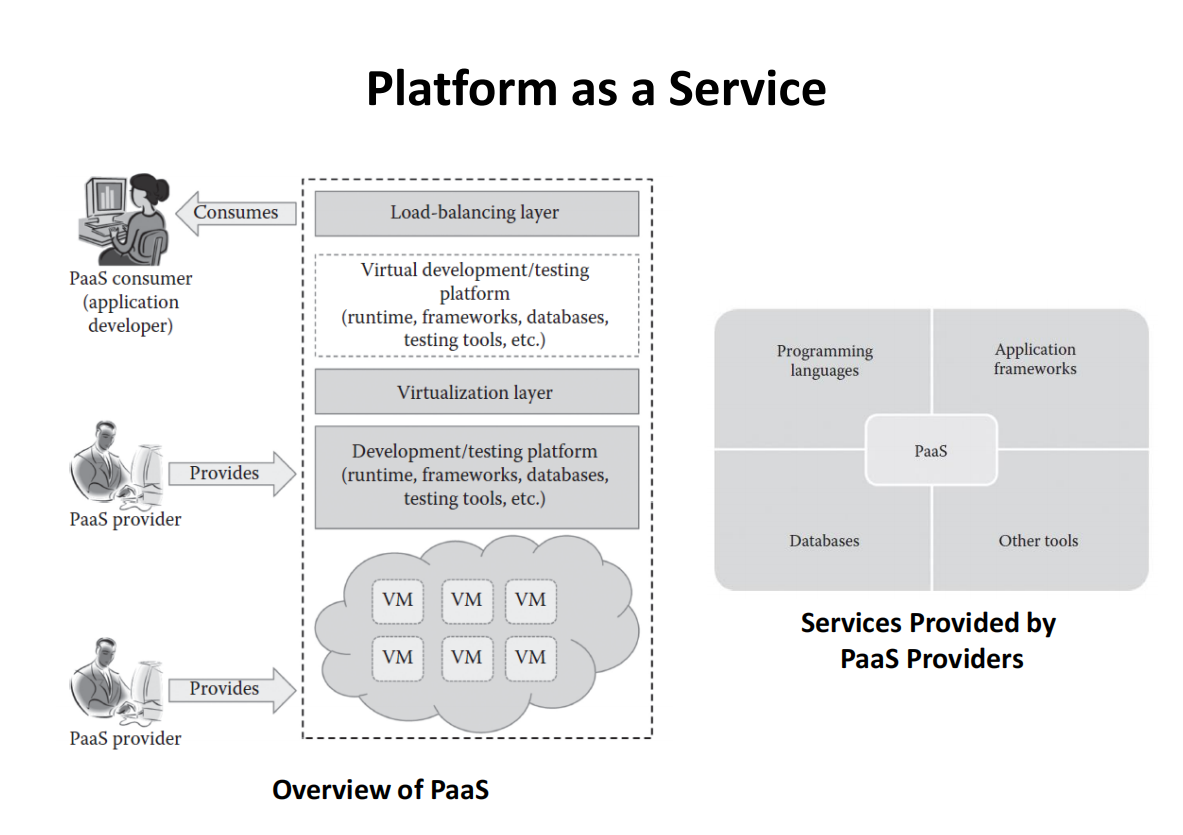 Platform as a Service
Consumes
PaaS consumer
(application
developer)
Load-balancing layer
Virtual development/testing
platform
(runtime, frameworks, databases,
testing tools, etc.)
Virtualization layer
Provides
PaaS provider
Development/testing platform
(runtime, frameworks, databases,
testing tools, etc.)
VM VM VM
VM VM VM
Provides
PaaS provider
Overview of PaaS
Programming
languages
Application
frameworks
PaaS
Databases
Other tools
Services Provided by
PaaS Providers